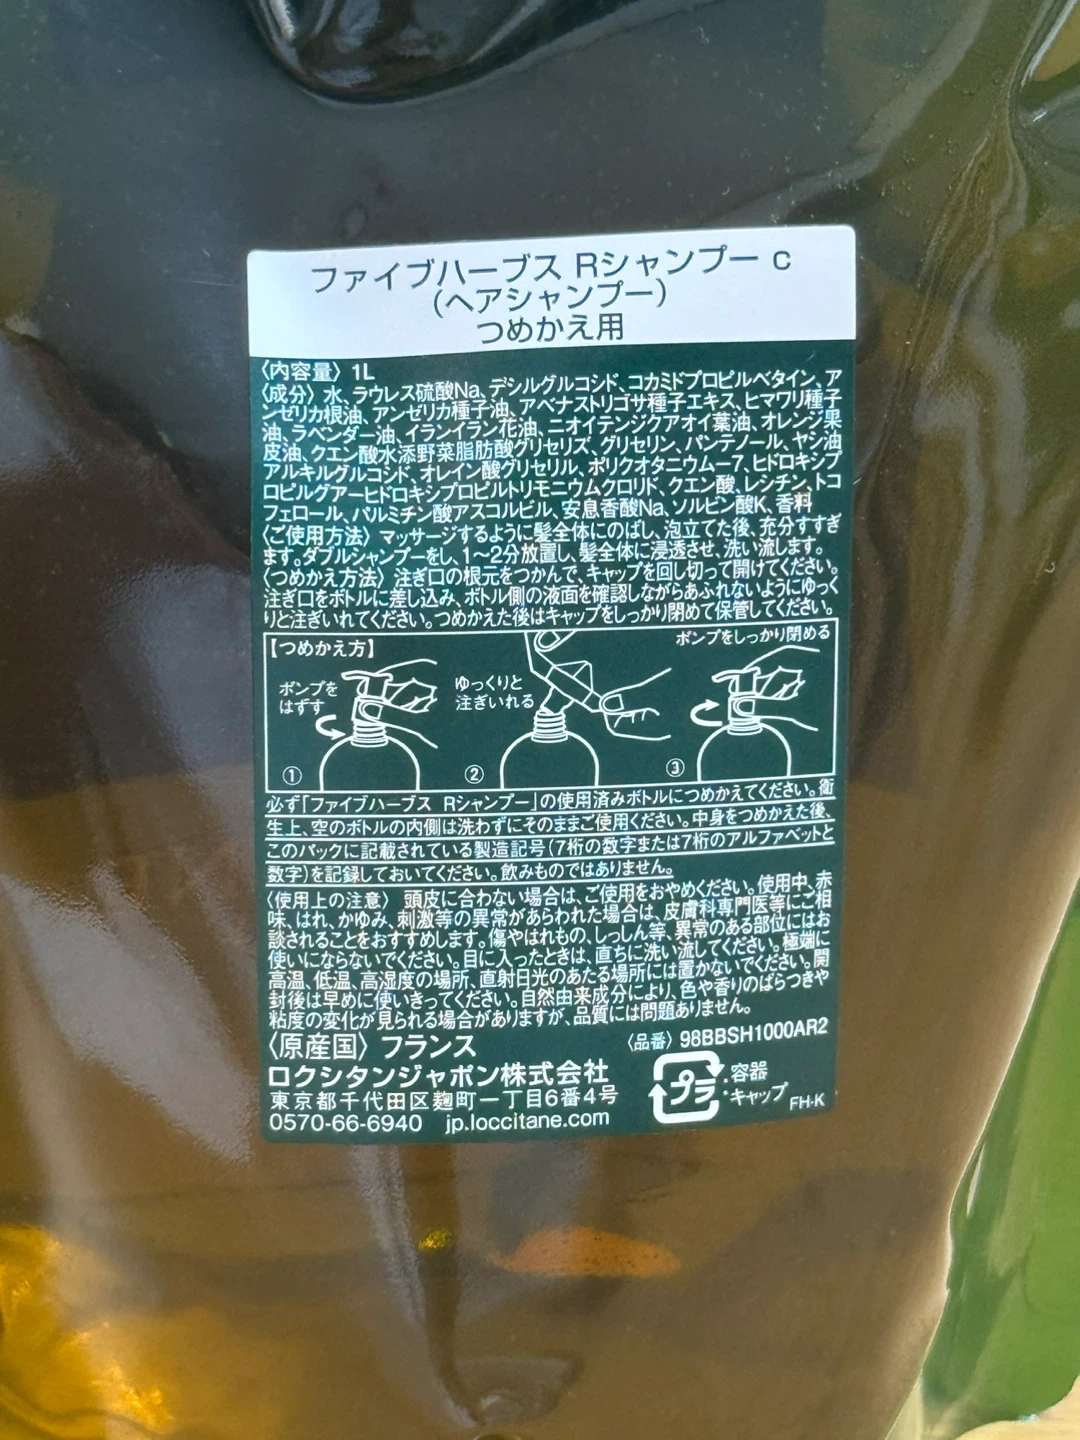 ファイブハーブス Rシャンプー c
(ヘアシャンプー)
つめかえ用
〈内容量〉 1L
〈成分〉水、ラウレス硫酸Na、デシルグルコシド、コカミドプロピルベタイン、ア
ンゼリカ根油、アンゼリカ種子油、アベナストリゴサ種子エキス、ヒマワリ種子
油、ラベンダー油、イランイラン花油、ニオイテンジクアオイ葉油、オレンジ果
皮油、クエン酸水添野菜脂肪酸グリセリズ、グリセリン、パンテノール、ヤシ油
アルキルグルコシド、オレイン酸グリセリル、ポリクオタニウム－7、ヒドロキシプ
ロピルグアーヒドロキシプロピルトリモニウムクロリド、クエン酸、レシチン、トコ
フェロール、パルミチン酸アスコルビル、安息香酸Na、ソルビン酸K、香料
〈ご使用方法〉マッサージするように髪全体にのばし、泡立てた後、充分すすぎ
ます。ダブルシャンプーをし、1～2分放置し、髪全体に浸透させ、洗い流します。
〈つめかえ方法〉注ぎ口の根元をつかんで、キャップを回し切って開けてください。
注ぎ口をボトルに差し込み、ボトル側の液面を確認しながらあふれないようにゆっく
りと注ぎいれてください。つめかえた後はキャップをしっかり閉めて保管してください。
【つめかえ方】
ポンプを
はずす
①
ゆっくりと
注ぎいれる
②
ポンプをしっかり閉める
③
必ず「ファイブハーブス Rシャンプー」の使用済みボトルにつめかえてください。衛
生上、空のボトルの内側は洗わずにそのままご使用ください。中身をつめかえた後、
このパックに記載されている製造記号(7桁の数字または7桁のアルファベットと
数字)を記録しておいてください。飲みものではありません。
〈使用上の注意〉 頭皮に合わない場合は、ご使用をおやめください。使用中、赤
味、はれ、かゆみ、刺激等の異常があらわれた場合は、皮膚科専門医等にご相
談されることをおすすめします。傷やはれもの、しっしん等、異常のある部位にはお
使いにならないでください。目に入ったときは、直ちに洗い流してください。極端に
高温、低温、高湿度の場所、直射日光のあたる場所には置かないでください。開
封後は早めに使いきってください。自然由来成分により、色や香りのばらつきや
粘度の変化が見られる場合がありますが、品質には問題ありません。
〈原産国〉フランス
〈品番〉98BBSH1000AR2
ロクシタンジャポン株式会社
東京都千代田区麹町一丁目6番4号
0570-66-6940 jp.loccitane.com
プラ
:容器
:キャップ
FH-K